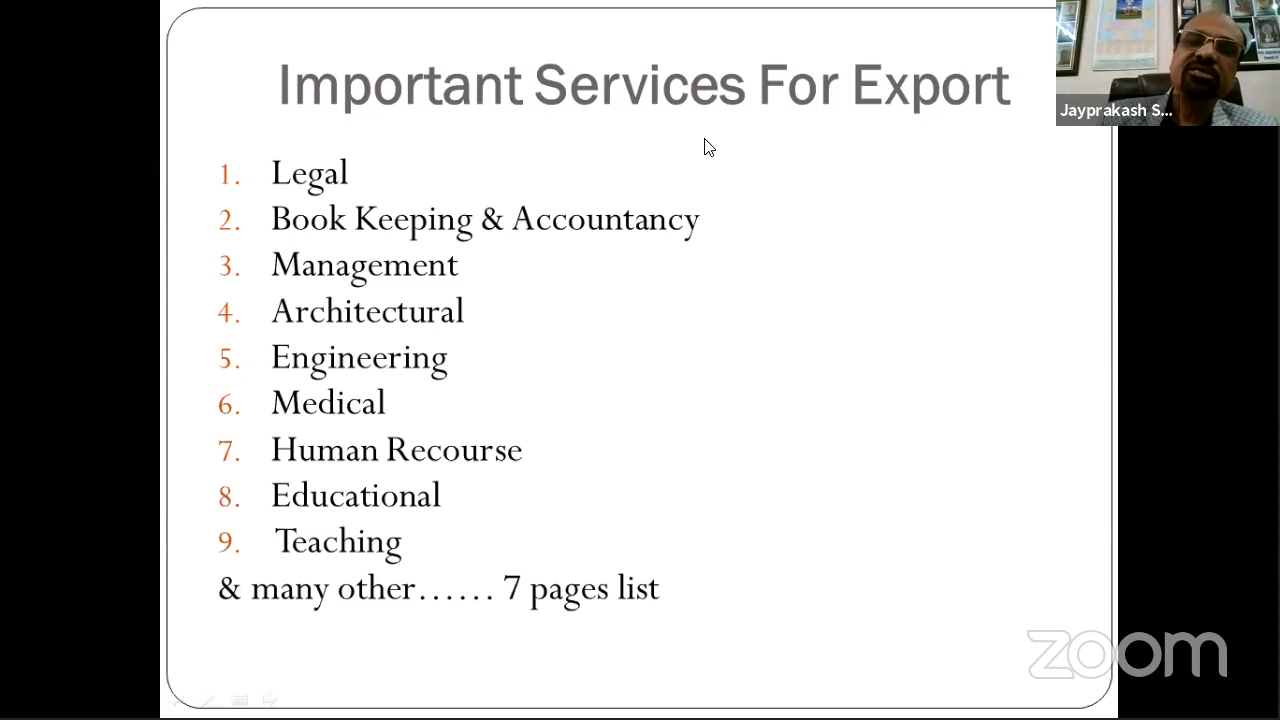 Important Services For Export
Jayprakash S...
1. Legal
2. Book Keeping & Accountancy
3. Management
4. Architectural
5. Engineering
6. Medical
7. Human Recourse
8. Educational
9. Teaching
& many other...... 7 pages list
zoom